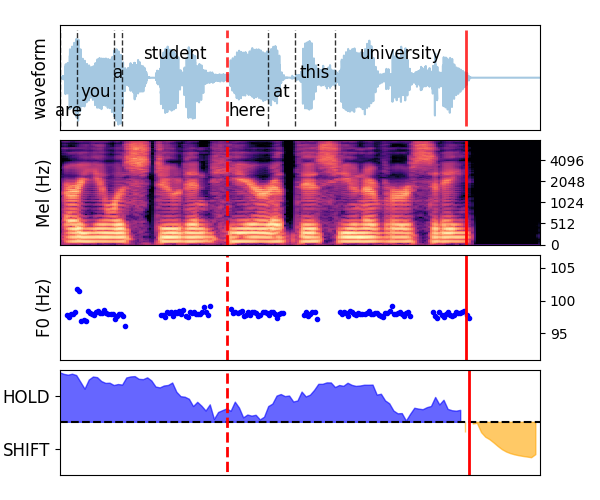 waveform
are you a student here at this university
Mel (Hz)
4096
2048
1024
512
0
F0 (Hz)
105
100
95
HOLD
SHIFT